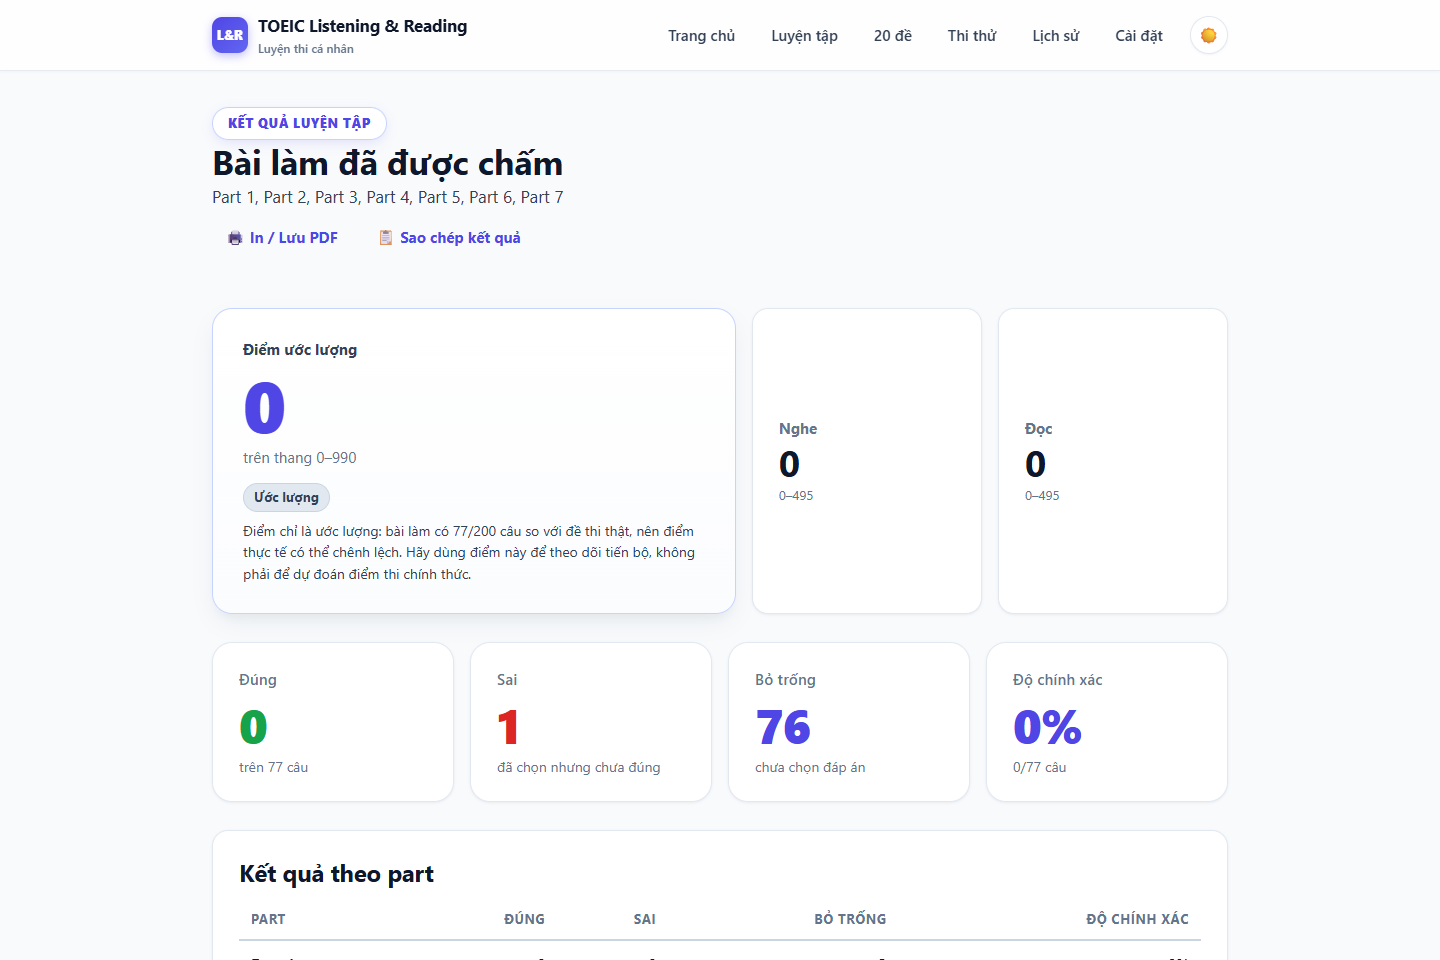 L&R
TOEIC Listening & Reading
Luyện thi cá nhân
Trang chủ
Luyện tập
20 đề
Thi thử
Lịch sử
Cài đặt
KẾT QUẢ LUYỆN TẬP
Bài làm đã được chấm
Part 1, Part 2, Part 3, Part 4, Part 5, Part 6, Part 7
In / Lưu PDF
Sao chép kết quả
Điểm ước lượng
0
trên thang 0–990
Ước lượng
Điểm chỉ là ước lượng: bài làm có 77/200 câu so với đề thi thật, nên điểm
thực tế có thể chênh lệch. Hãy dùng điểm này để theo dõi tiến bộ, không
phải để dự đoán điểm thi chính thức.
Nghe
0
0–495
Đọc
0
0–495
Đúng
0
trên 77 câu
Sai
1
đã chọn nhưng chưa đúng
Bỏ trống
76
chưa chọn đáp án
Độ chính xác
0%
0/77 câu
Kết quả theo part
PART
ĐÚNG
SAI
BỎ TRỐNG
ĐỘ CHÍNH XÁC